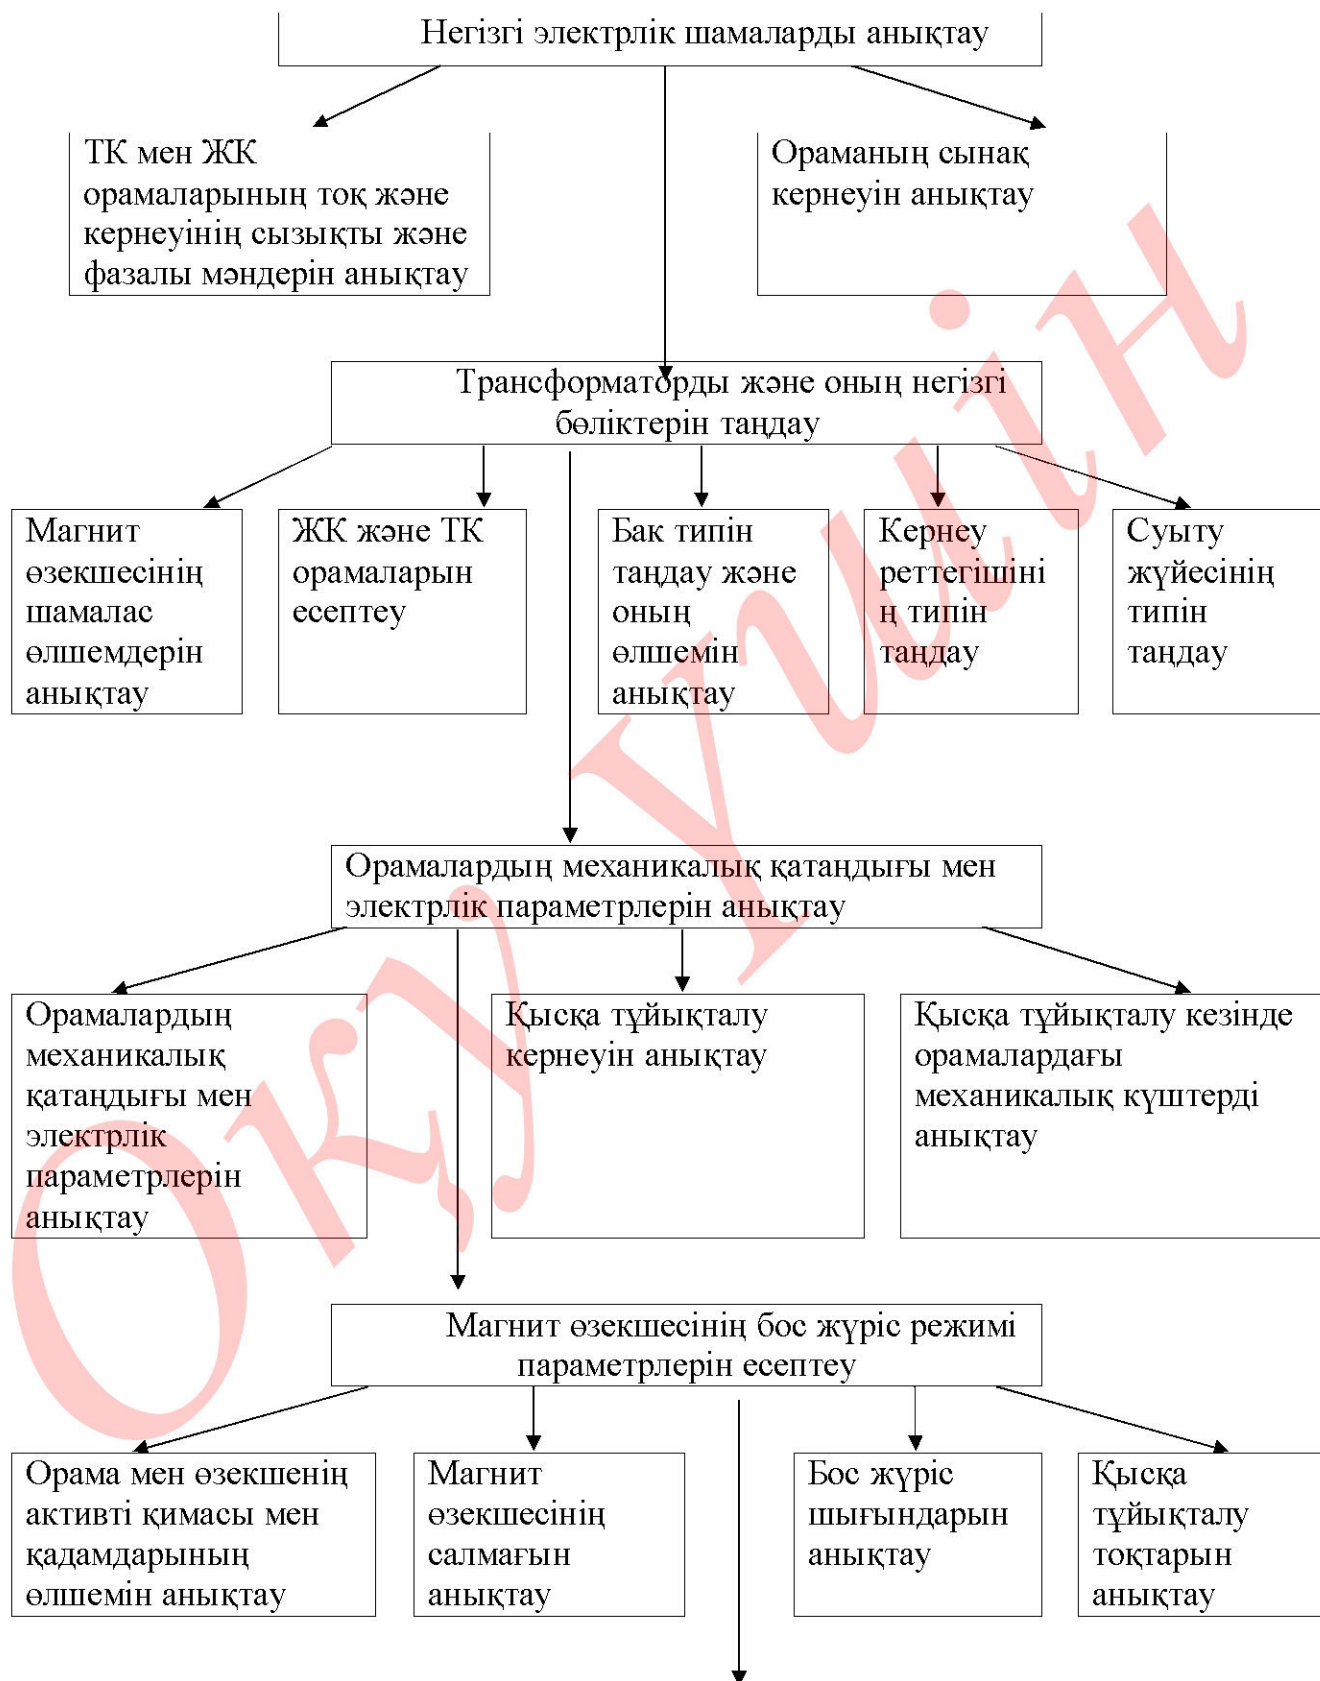 Негізгі электрлік шамаларды анықтау
ТК мен ЖК
орамаларының тоқ және
кернеуінің сызықты және
фазалы мәндерін анықтау
Ораманың сынақ
кернеуін анықтау
Трансформаторды және оның негізгі
бөліктерін таңдау
Магнит
өзекшесінің
шамалас
өлшемдерін
анықтау
ЖК және ТК
орамаларын
есептеу
Бак типін
таңдау және
оның
өлшемін
анықтау
Кернеу
реттегішіні
ң типін
таңдау
Суыту
жүйесінің
типін
таңдау
Орамалардың механикалық қатаңдығы мен
электрлік параметрлерін анықтау
Орамалардың
механикалық
қатаңдығы мен
электрлік
параметрлерін
анықтау
Қысқа тұйықталу
кернеуін анықтау
Қысқа тұйықталу кезінде
орамалардағы
механикалық күштерді
анықтау
Магнит өзекшесінің бос жүріс режимі
параметрлерін есептеу
Орама мен өзекшенің
активті қимасы мен
қадамдарының
өлшемін анықтау
Магнит
өзекшесінің
салмағын
анықтау
Бос жүріс
шығындарын
анықтау
Қысқа
тұйықталу
тоқтарын
анықтау
Оқу Үшін